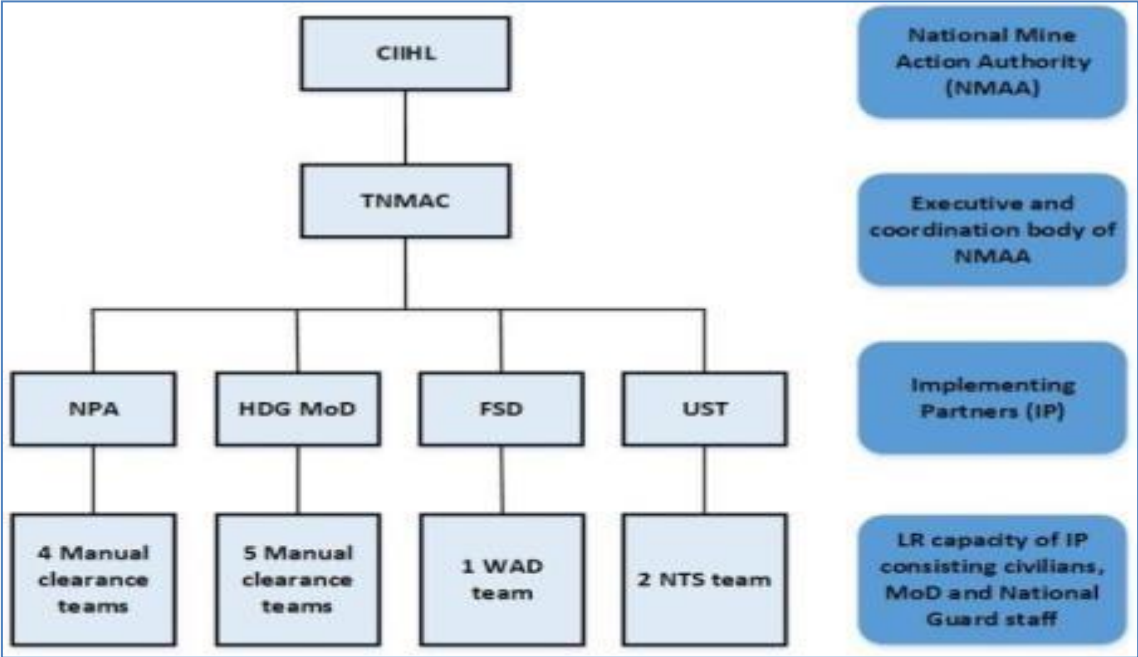 CIIHL
National Mine
Action Authority
(NMAA)
TNMAC
Executive and
coordination body of
NMAA
NPA
HDG MoD
FSD
UST
Implementing
Partners (IP)
4 Manual
clearance
teams
5 Manual
clearance
teams
1 WAD
team
2 NTS team
LR capacity of IP
consisting civilians,
MoD and National
Guard staff